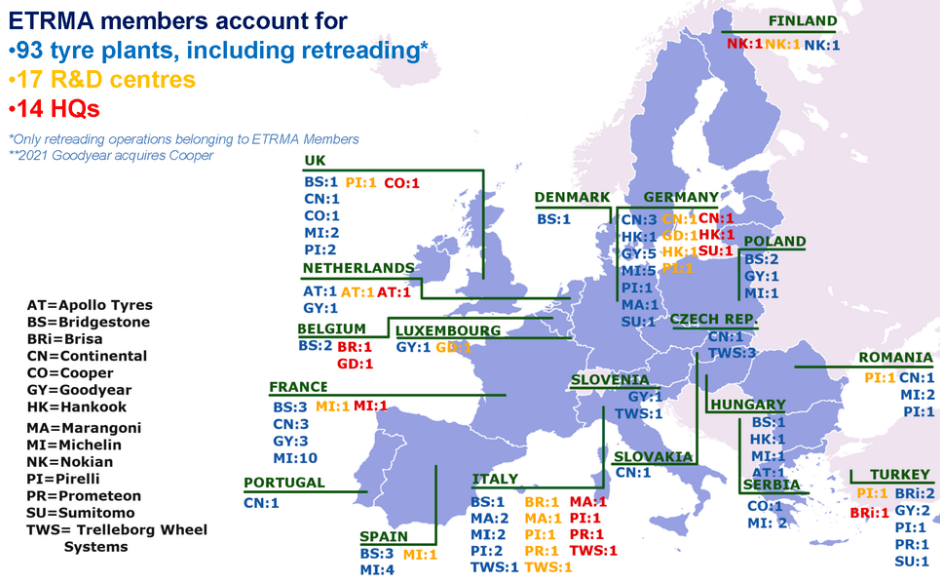 ETRMA members account for
•93 tyre plants, including retreading*
•17 R&D centres
•14 HQs
*Only retreading operations belonging to ETRMA Members
**2021 Goodyear acquires Cooper
FINLAND
NK:1 NK:1 NK:1
UK
BS:1 PI:1 CO:1
CN:1
CO:1
MI:2
PI:2
DENMARK
BS:1
GERMANY
CN:3 CN:1 CN:1
HK:1 GD:1 HK:1
GY:5 HK:1 SU:1
MI:5 PI:1
PI:1
MA:1
SU:1
POLAND
BS:2
GY:1
MI:1
NETHERLANDS
AT:1 AT:1 AT:1
GY:1
BELGIUM
BS:2 BR:1
GD:1
LUXEMBOURG
GY:1 GD:1
CZECH REP.
CN:1
TWS:3
FRANCE
BS:3 MI:1 MI:1
CN:3
GY:3
MI:10
SLOVENIA
GY:1
TWS:1
ROMANIA
PI:1 CN:1
MI:2
PI:1
HUNGARY
BS:1
HK:1
MI:1
AT:1
SLOVAKIA
CN:1
SERBIA
CO:1
MI: 2
PORTUGAL
CN:1
SPAIN
BS:3 MI:1
MI:4
ITALY
BS:1 BR:1 MA:1
MA:2 MA:1 PI:1
MI:2 PI:1 PR:1
PI:2 PR:1 TWS:1
TWS:1 TWS:1
TURKEY
PI:1 BRi:2
BRi:1 GY:2
PI:1
PR:1
SU:1
AT=Apollo Tyres
BS=Bridgestone
BRi=Brisa
CN=Continental
CO=Cooper
GY=Goodyear
HK=Hankook
MA=Marangoni
MI=Michelin
NK=Nokian
PI=Pirelli
PR=Prometeon
SU=Sumitomo
TWS= Trelleborg Wheel
Systems